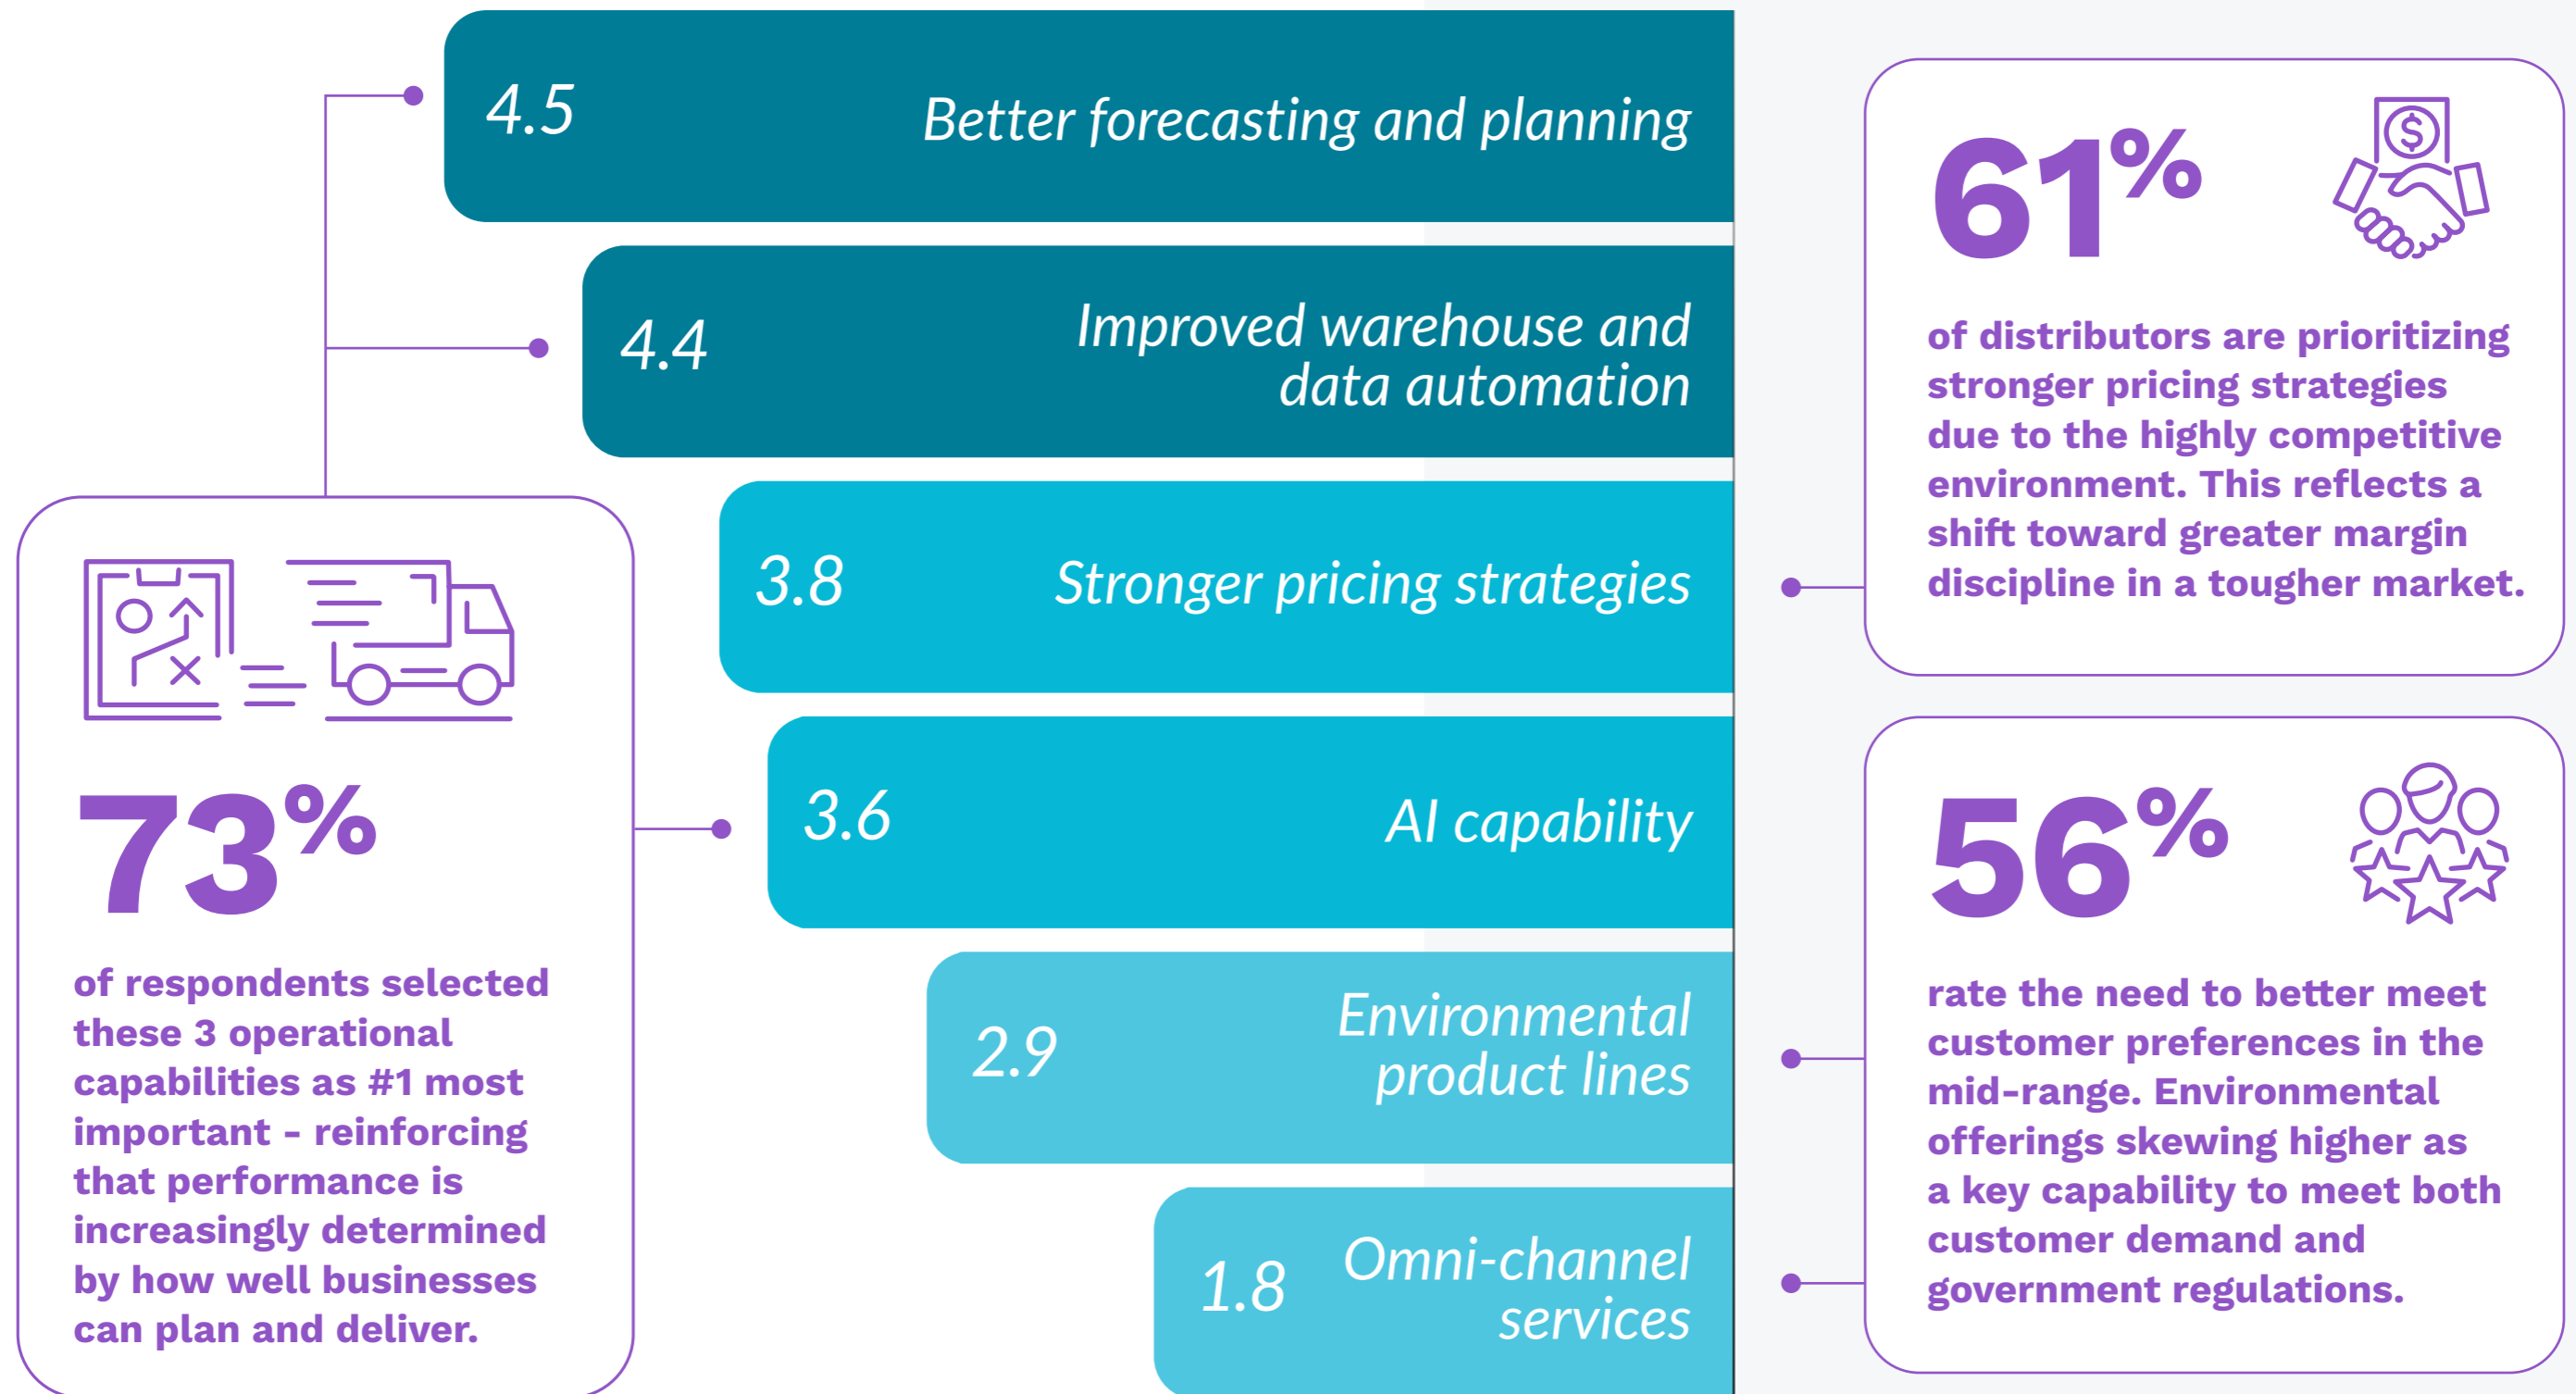 4.5
Better forecasting and planning
4.4
Improved warehouse and
data automation
3.8
Stronger pricing strategies
3.6
AI capability
2.9
Environmental
product lines
1.8
Omni-channel
services
73%
of respondents selected
these 3 operational
capabilities as #1 most
important - reinforcing
that performance is
increasingly determined
by how well businesses
can plan and deliver.
61%
$
of distributors are prioritizing
stronger pricing strategies
due to the highly competitive
environment. This reflects a
shift toward greater margin
discipline in a tougher market.
56%
rate the need to better meet
customer preferences in the
mid-range. Environmental
offerings skewing higher as
a key capability to meet both
customer demand and
government regulations.